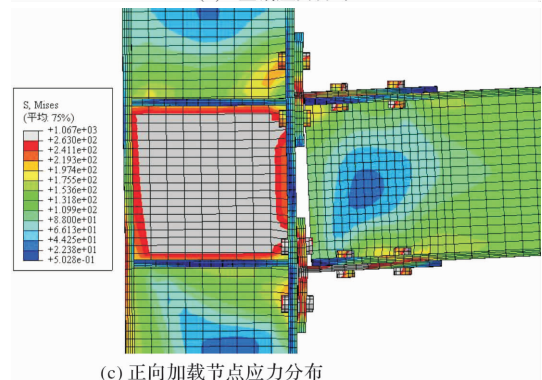 S, Mises
(平均: 75%)
+1.067e+03
+2.630e+02
+2.411e+02
+2.193e+02
+1.974e+02
+1.755e+02
+1.536e+02
+1.318e+02
+1.099e+02
+8.800e+01
+6.613e+01
+4.425e+01
+2.238e+01
+5.028e-01
(c) 正向加载节点应力分布